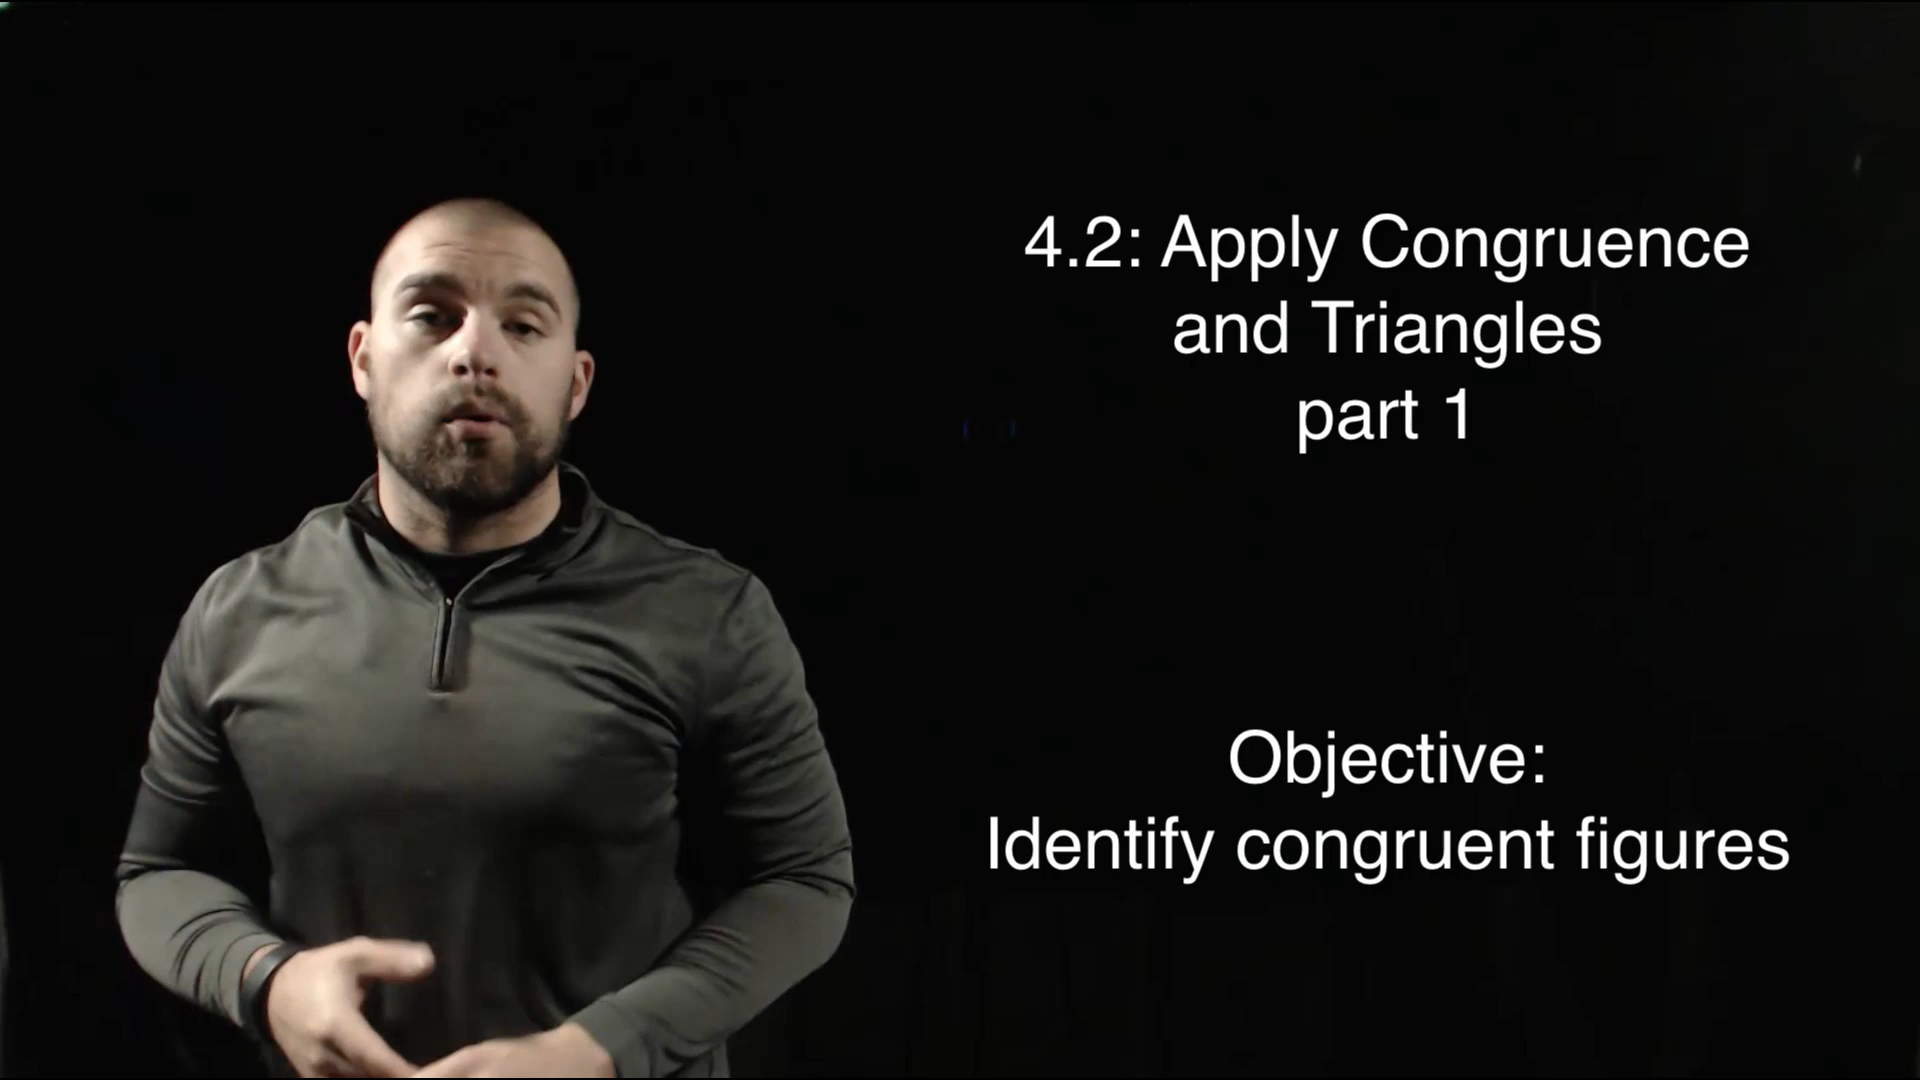 4.2: Apply Congruence
and Triangles
part 1
Objective:
Identify congruent figures